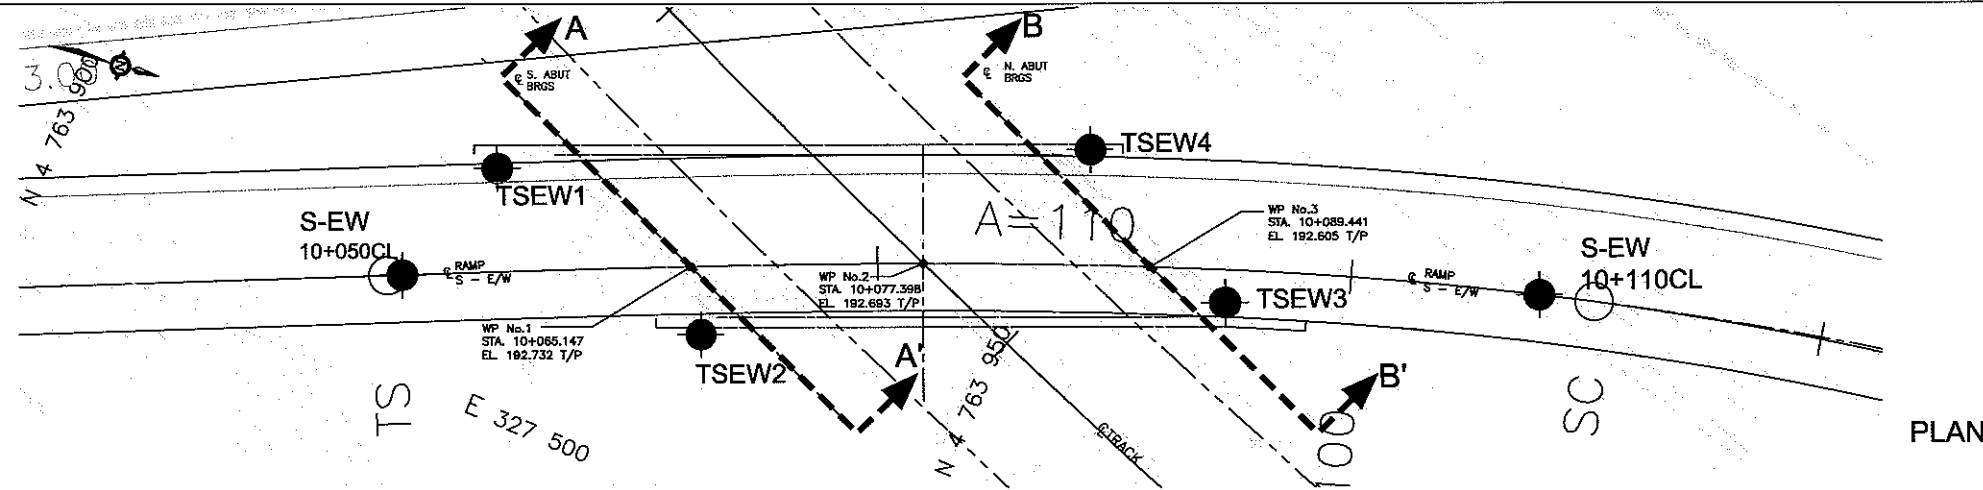 A
B
℄ S. ABUT
BRGS
℄ N. ABUT
BRGS
3.00
N 4 763 900
TSEW4
TSEW1
A=110
WP No.3
STA. 10+089.441
EL. 192.605 T/P
S-EW
10+050CL
S-EW
10+110CL
℄ RAMP
S - E/W
WP No.2
STA. 10+077.398
EL. 192.693 T/P
℄ RAMP
S - E/W
TSEW3
WP No.1
STA. 10+065.147
EL. 192.732 T/P
TSEW2
A'
B'
TS
E 327 500
N 4 763 950
℄ TRACK
100
SC
PLAN